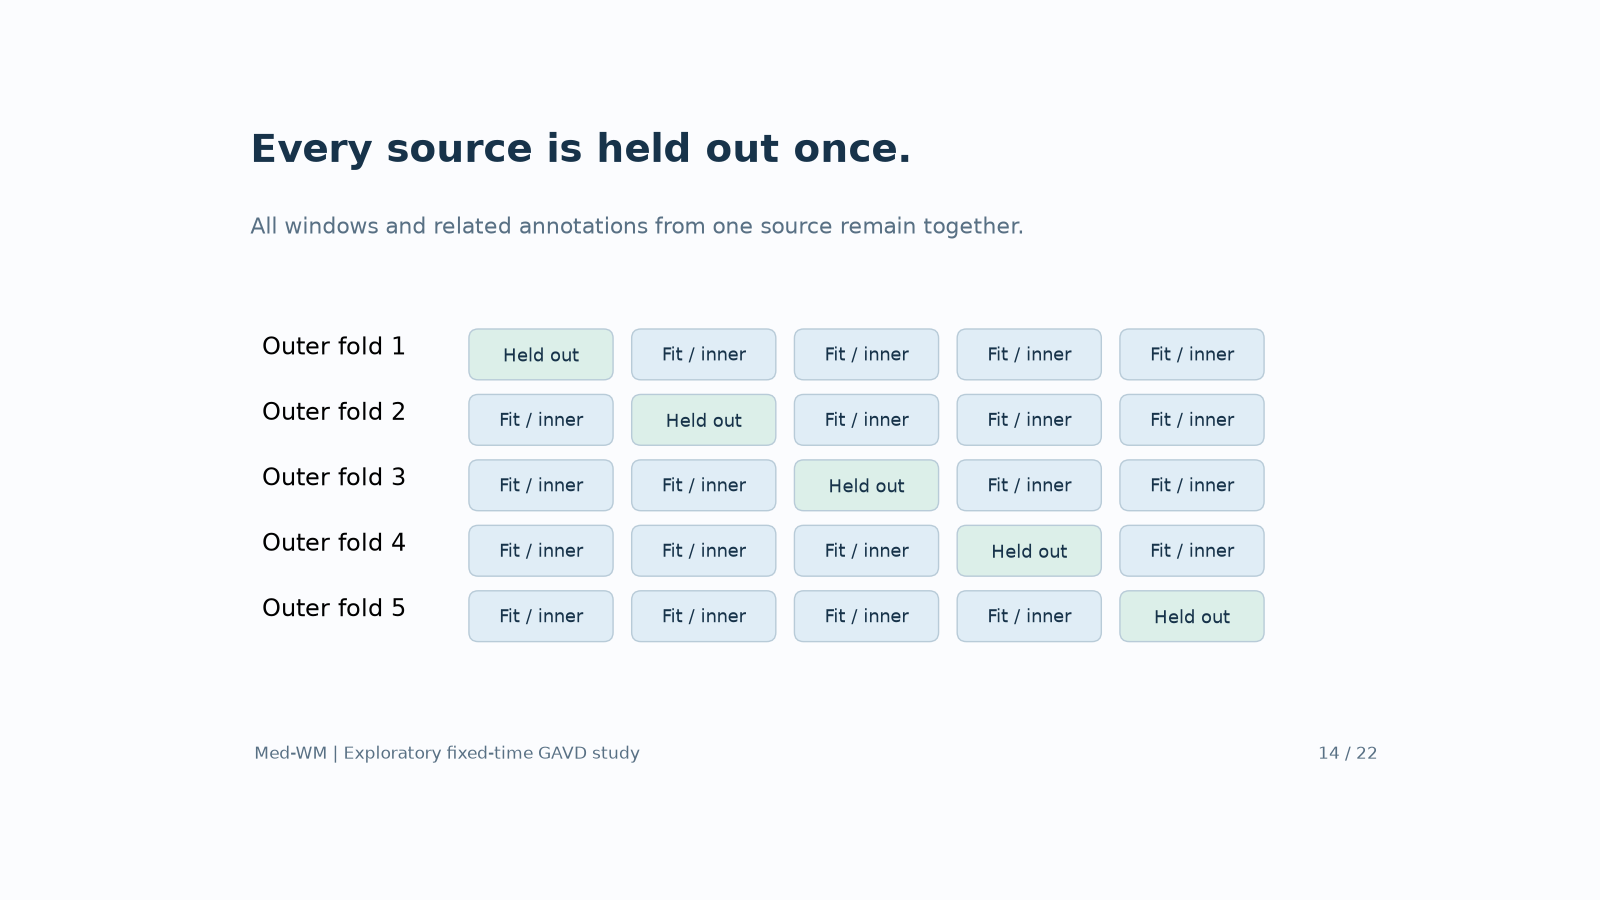 Every source is held out once.
All windows and related annotations from one source remain together.
Outer fold 1 Held out Fit / inner Fit / inner Fit / inner Fit / inner
Outer fold 2 Fit / inner Held out Fit / inner Fit / inner Fit / inner
Outer fold 3 Fit / inner Fit / inner Held out Fit / inner Fit / inner
Outer fold 4 Fit / inner Fit / inner Fit / inner Held out Fit / inner
Outer fold 5 Fit / inner Fit / inner Fit / inner Fit / inner Held out
Med-WM | Exploratory fixed-time GAVD study 14 / 22